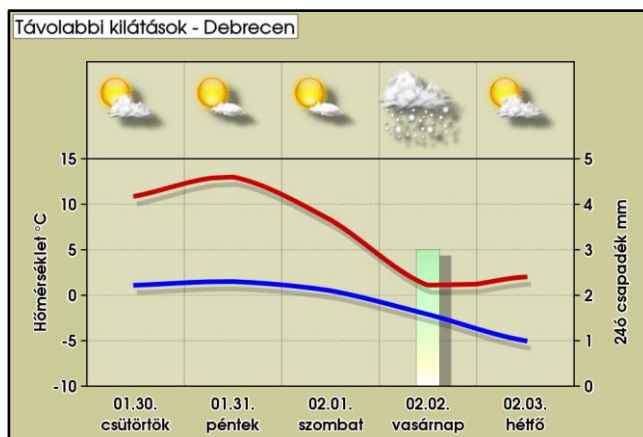 Távolabbi kilátások - Debrecen
15
10
5
0
-5
-10
Hőmérséklet °C
5
4
3
2
1
0
24ó csapadék mm
01.30. 01.31. 02.01. 02.02. 02.03.
csütörtök péntek szombat vasárnap hétfő